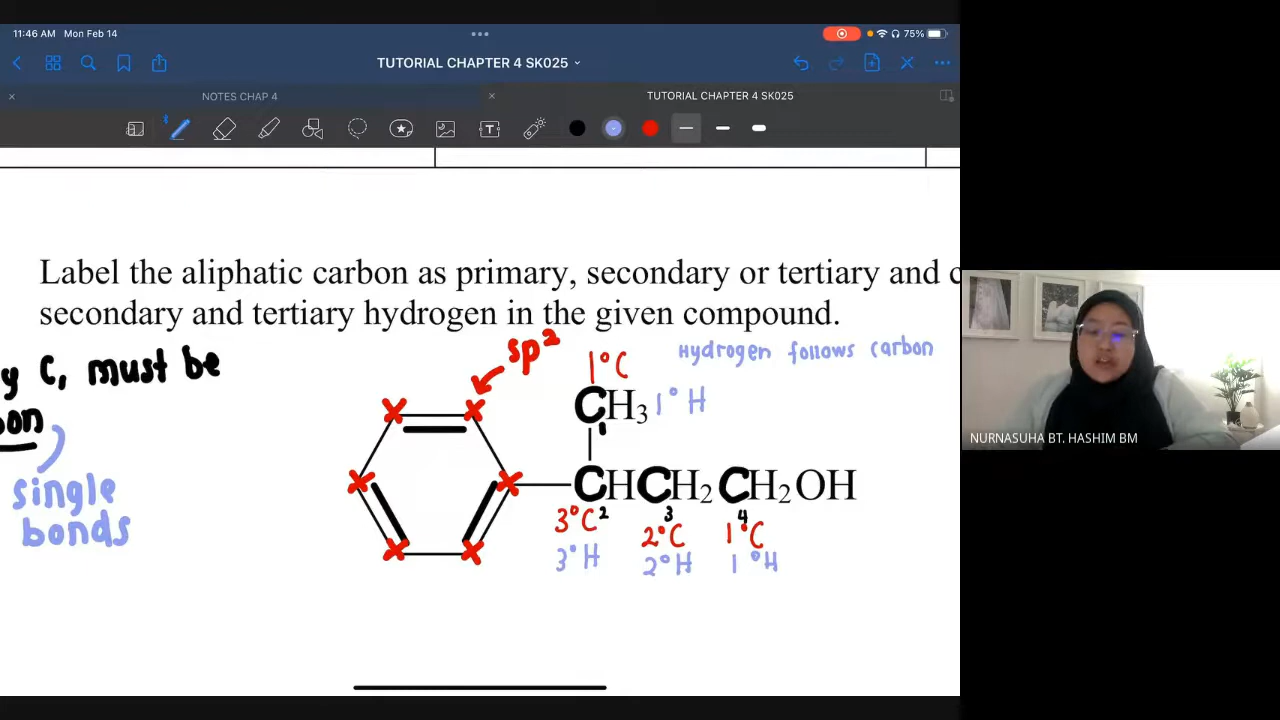 11:46 AM Mon Feb 14
75%
TUTORIAL CHAPTER 4 SK025
NOTES CHAP 4
TUTORIAL CHAPTER 4 SK025
T
Label the aliphatic carbon as primary, secondary or tertiary and c
secondary and tertiary hydrogen in the given compound.
y C, must be
bon
single
bonds
sp²
Hydrogen follows carbon
1° C
CH₃ 1° H
1
CHCH₂CH₂OH
2 3 4
3° C 2° C 1° C
3° H 2° H 1° H
NURNASUHA BT. HASHIM BM